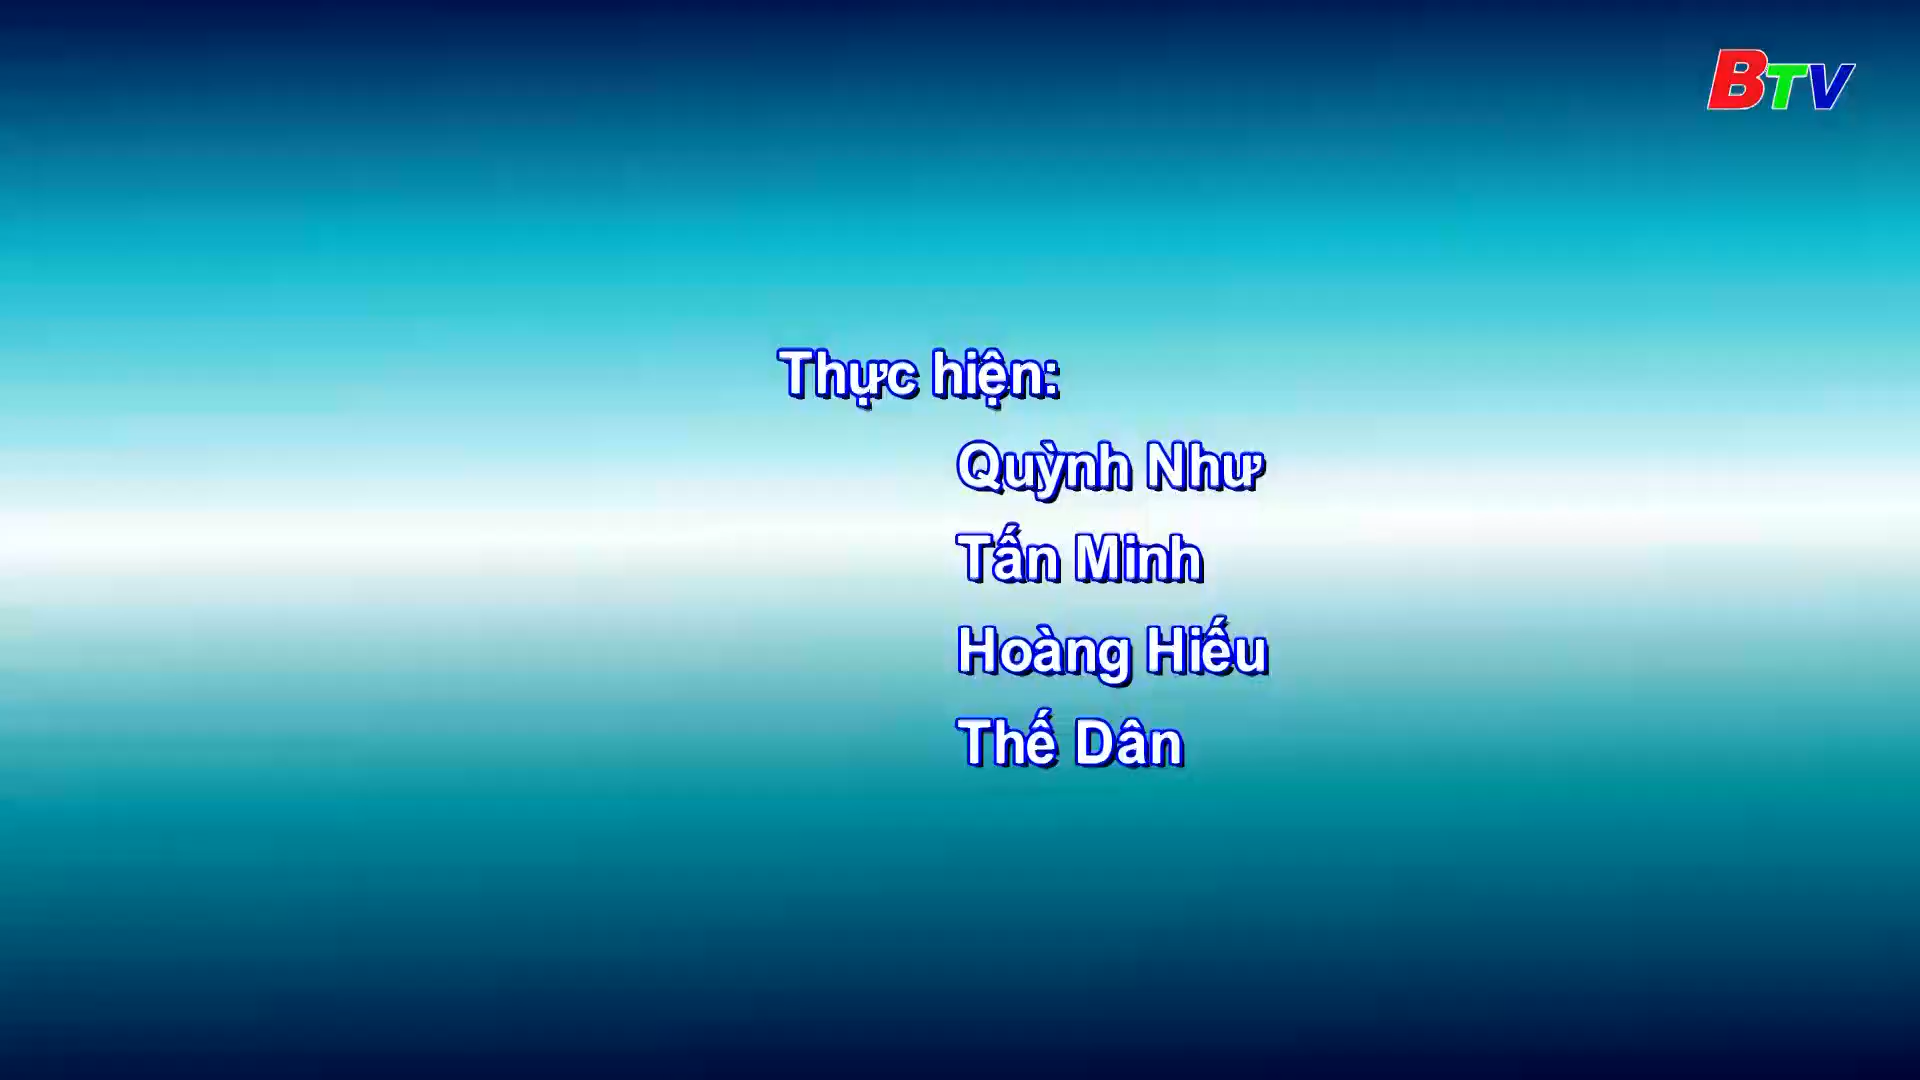 BTV
Thực hiện:
Quỳnh Như
Tấn Minh
Hoàng Hiếu
Thế Dân